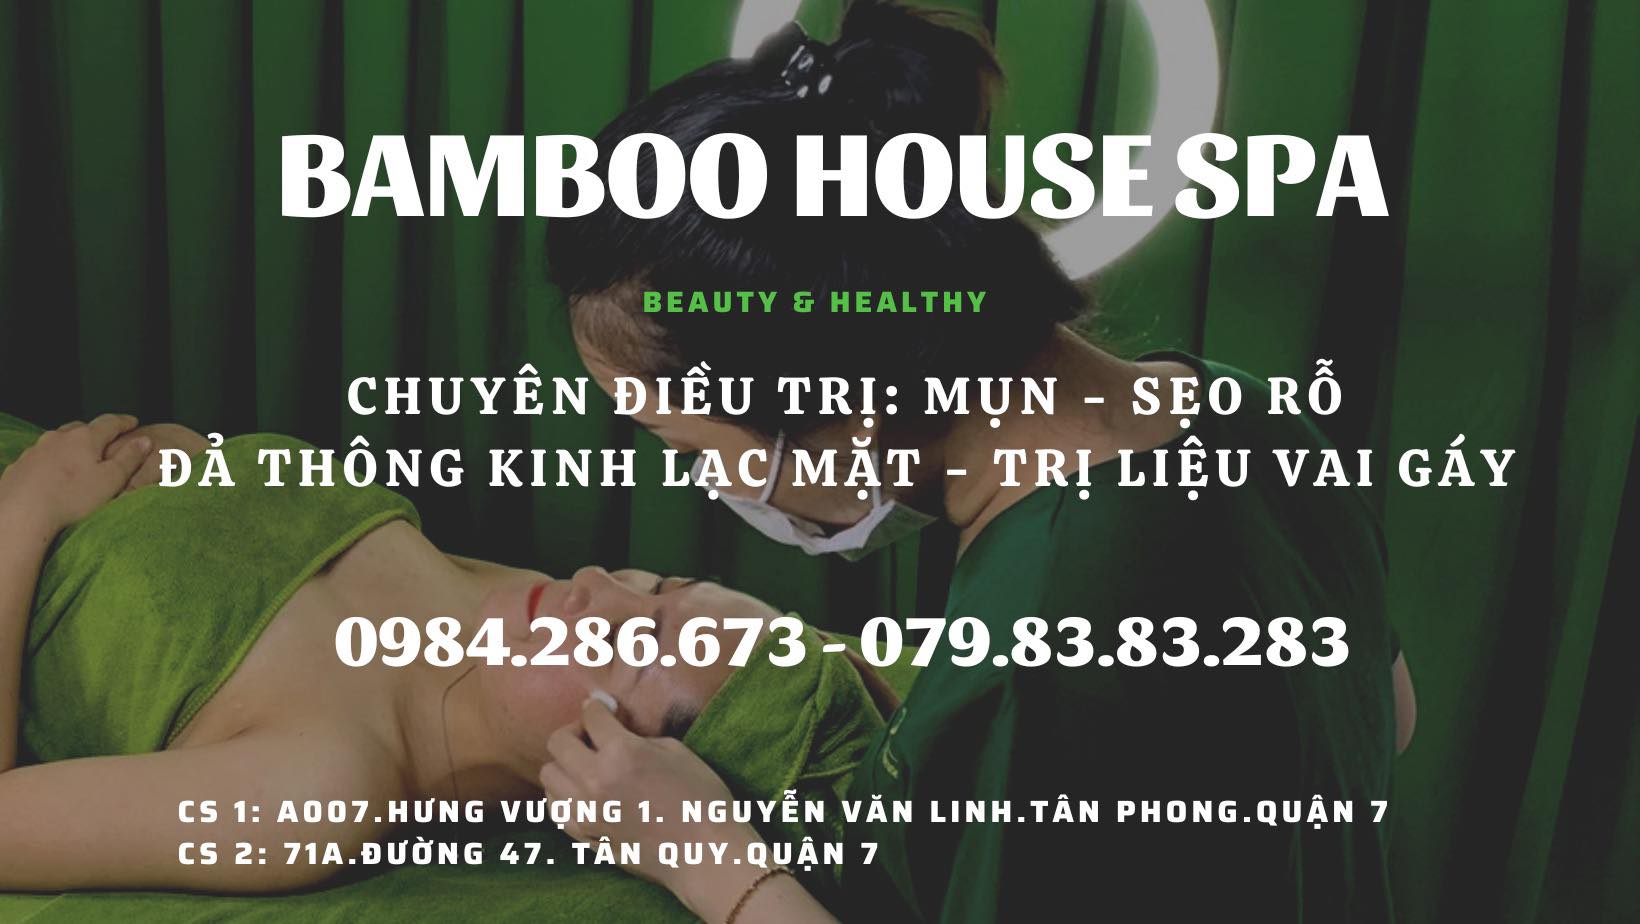 BAMBOO HOUSE SPA
BEAUTY & HEALTHY
CHUYÊN ĐIỀU TRỊ: MỤN - SẸO RỖ
ĐẢ THÔNG KINH LẠC MẶT - TRỊ LIỆU VAI GÁY
0984.286.673 - 079.83.83.283
CS 1: A007.HƯNG VƯỢNG 1. NGUYỄN VĂN LINH.TÂN PHONG.QUẬN 7
CS 2: 71A.ĐƯỜNG 47. TÂN QUY.QUẬN 7